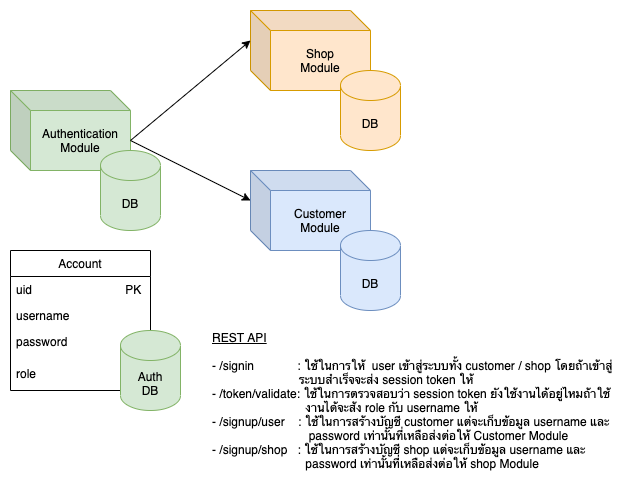 Shop
Module
DB
Authentication
Module
DB
Customer
Module
DB
Account
uid PK
username
password
role
Auth
DB
REST API
- /signin : ใช้ในการให้ user เข้าสู่ระบบทั้ง customer / shop โดยถ้าเข้าสู่
ระบบสำเร็จจะส่ง session token ให้
- /token/validate: ใช้ในการตรวจสอบว่า session token ยังใช้งานได้อยู่ไหมถ้าใช้
งานได้จะส่ง role กับ username ให้
- /signup/user : ใช้ในการสร้างบัญชี customer แต่จะเก็บข้อมูล username และ
password เท่านั้นที่เหลือส่งต่อให้ Customer Module
- /signup/shop : ใช้ในการสร้างบัญชี shop แต่จะเก็บข้อมูล username และ
password เท่านั้นที่เหลือส่งต่อให้ shop Module